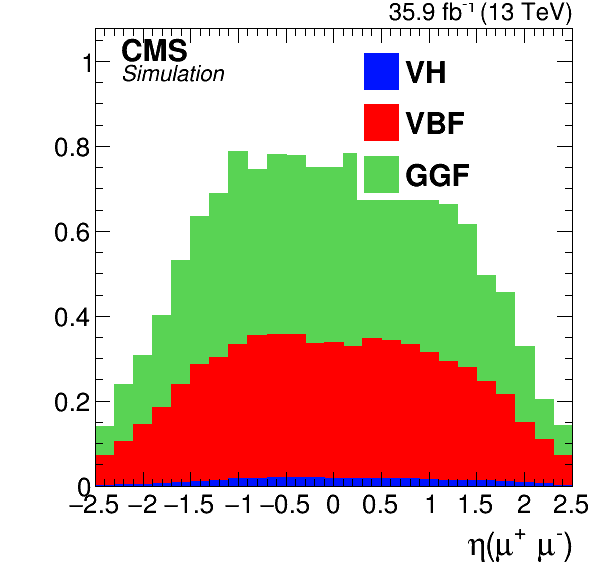 35.9 fb⁻¹ (13 TeV)
CMS
Simulation
VH
VBF
GGF
1
0.8
0.6
0.4
0.2
0
−2.5 −2 −1.5 −1 −0.5 0 0.5 1 1.5 2 2.5
η(μ⁺ μ⁻)